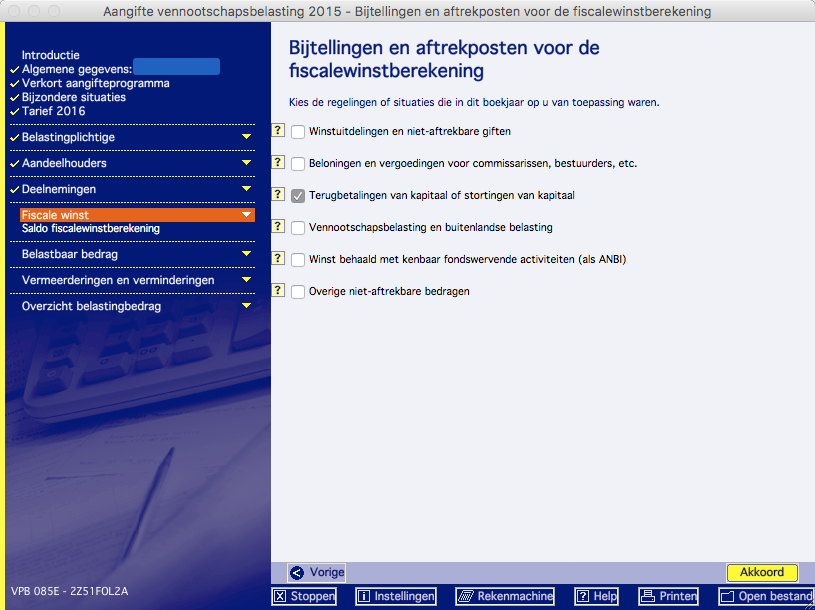 Aangifte vennootschapsbelasting 2015 - Bijtellingen en aftrekposten voor de fiscalewinstberekening
Introductie
Algemene gegevens:
Verkort aangifteprogramma
Bijzondere situaties
Tarief 2016
Belastingplichtige
Aandeelhouders
Deelnemingen
Fiscale winst
Saldo fiscalewinstberekening
Belastbaar bedrag
Vermeerderingen en verminderingen
Overzicht belastingbedrag
VPB 085E - 2Z51FOL2A
Bijtellingen en aftrekposten voor de
fiscalewinstberekening
Kies de regelingen of situaties die in dit boekjaar op u van toepassing waren.
? Winstuitdelingen en niet-aftrekbare giften
? Beloningen en vergoedingen voor commissarissen, bestuurders, etc.
? Terugbetalingen van kapitaal of stortingen van kapitaal
? Vennootschapsbelasting en buitenlandse belasting
? Winst behaald met kenbaar fondswervende activiteiten (als ANBI)
? Overige niet-aftrekbare bedragen
Vorige Akkoord
Stoppen Instellingen Rekenmachine ? Help Printen Open bestand